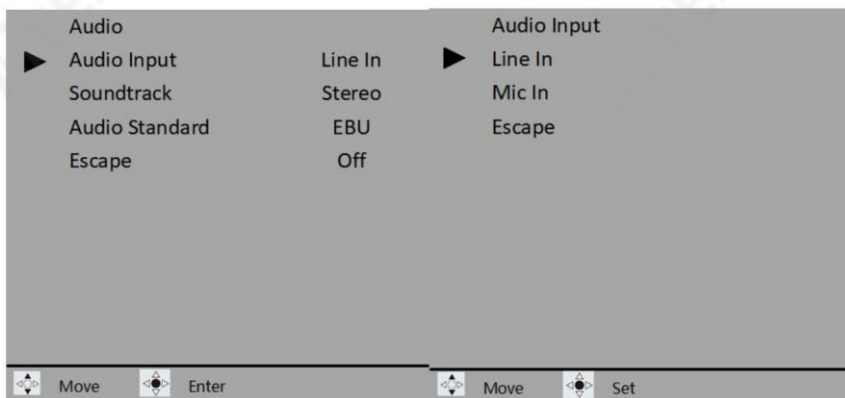 Audio
Audio Input Line In
Soundtrack Stereo
Audio Standard EBU
Escape Off
Move Enter
Audio Input
Line In
Mic In
Escape
Move Set